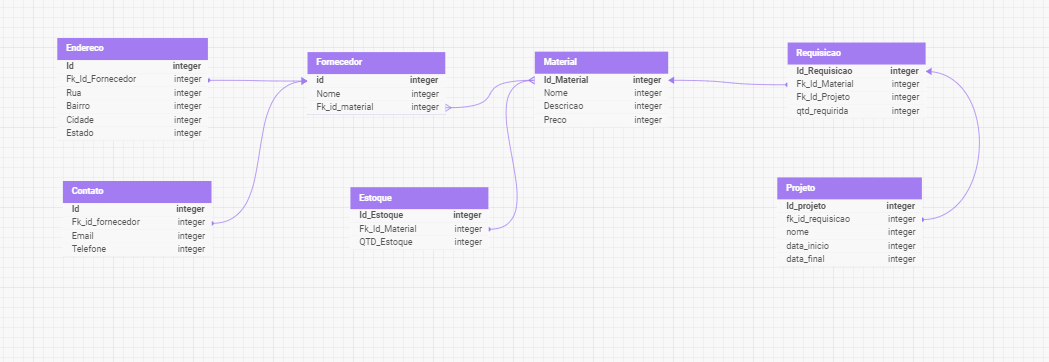 Endereco
Id integer
Fk_Id_Fornecedor integer
Rua integer
Bairro integer
Cidade integer
Estado integer
Fornecedor
id integer
Nome integer
Fk_id_material integer
Material
Id_Material integer
Nome integer
Descricao integer
Preco integer
Requisicao
Id_Requisicao integer
Fk_Id_Material integer
Fk_Id_Projeto integer
qtd_requirida integer
Contato
Id integer
Fk_id_fornecedor integer
Email integer
Telefone integer
Estoque
Id_Estoque integer
Fk_Id_Material integer
QTD_Estoque integer
Projeto
Id_projeto integer
fk_id_requisicao integer
nome integer
data_inicio integer
data_final integer